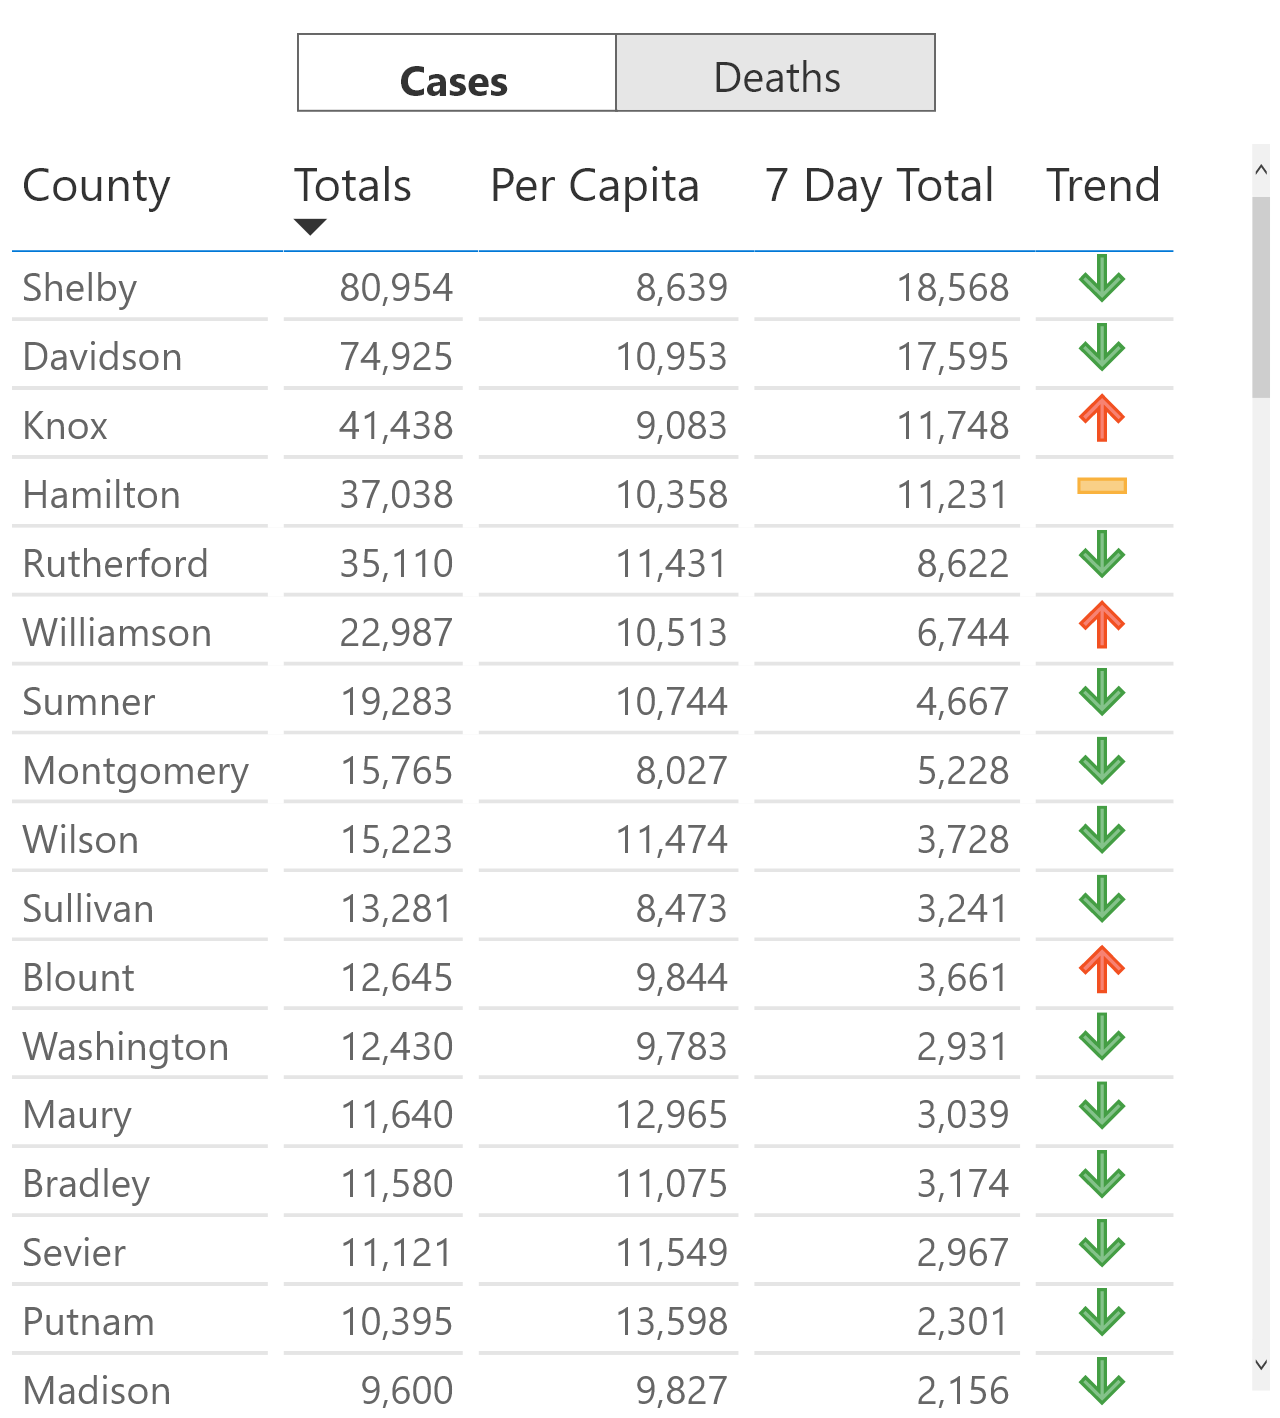 Cases Deaths
County Totals Per Capita 7 Day Total Trend
Shelby 80,954 8,639 18,568
Davidson 74,925 10,953 17,595
Knox 41,438 9,083 11,748
Hamilton 37,038 10,358 11,231
Rutherford 35,110 11,431 8,622
Williamson 22,987 10,513 6,744
Sumner 19,283 10,744 4,667
Montgomery 15,765 8,027 5,228
Wilson 15,223 11,474 3,728
Sullivan 13,281 8,473 3,241
Blount 12,645 9,844 3,661
Washington 12,430 9,783 2,931
Maury 11,640 12,965 3,039
Bradley 11,580 11,075 3,174
Sevier 11,121 11,549 2,967
Putnam 10,395 13,598 2,301
Madison 9,600 9,827 2,156